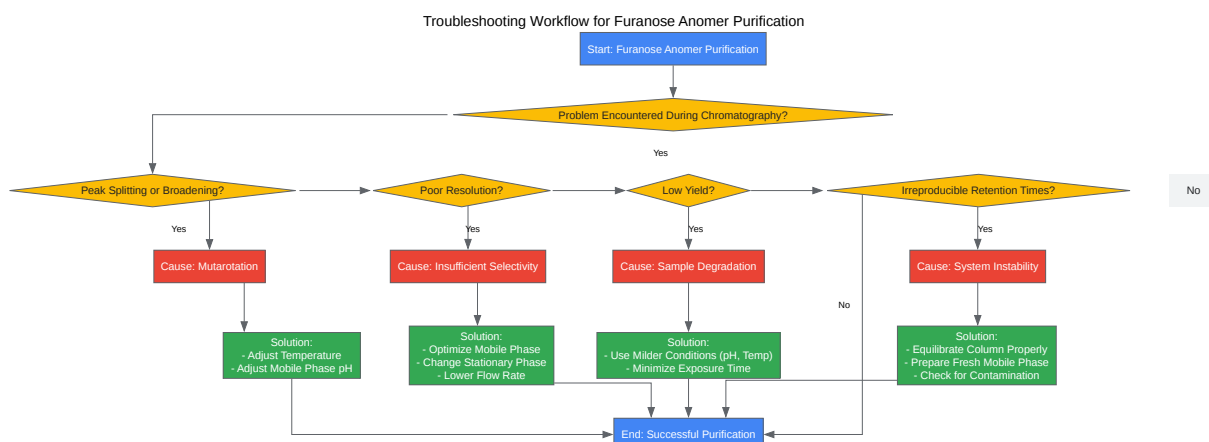 Troubleshooting Workflow for Furanose Anomer Purification
Start: Furanose Anomer Purification
Problem Encountered During Chromatography?
Yes
Peak Splitting or Broadening?
Poor Resolution?
Low Yield?
Irreproducible Retention Times?
No
Yes
Yes
Yes
Yes
Cause: Mutarotation
Cause: Insufficient Selectivity
Cause: Sample Degradation
Cause: System Instability
No
Solution:
- Adjust Temperature
- Adjust Mobile Phase pH
Solution:
- Optimize Mobile Phase
- Change Stationary Phase
- Lower Flow Rate
Solution:
- Use Milder Conditions (pH, Temp)
- Minimize Exposure Time
Solution:
- Equilibrate Column Properly
- Prepare Fresh Mobile Phase
- Check for Contamination
End: Successful Purification